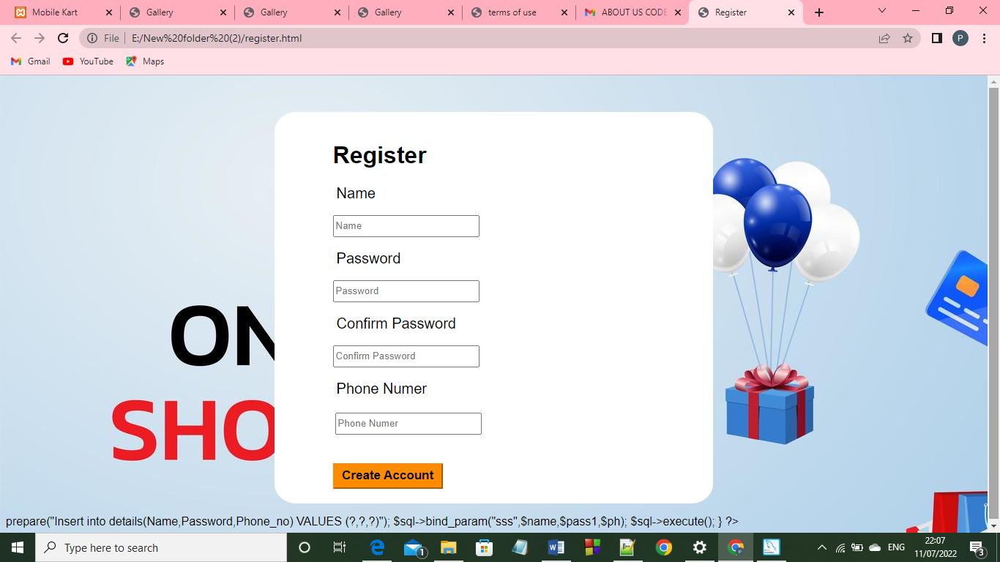 Mobile Kart
Gallery
Gallery
Gallery
terms of use
ABOUT US CODE
Register
File
E:/New%20folder%20(2)/register.html
P
Gmail
YouTube
Maps
Register
Name
Name
Password
Password
Confirm Password
Confirm Password
Phone Numer
Phone Numer
Create Account
ON
SHO
prepare("Insert into details(Name,Password,Phone_no) VALUES (?,?,?)"); $sql->bind_param("sss",$name,$pass1,$ph); $sql->execute(); } ?>
Type here to search
1
W
P
ENG
22:07
11/07/2022
3